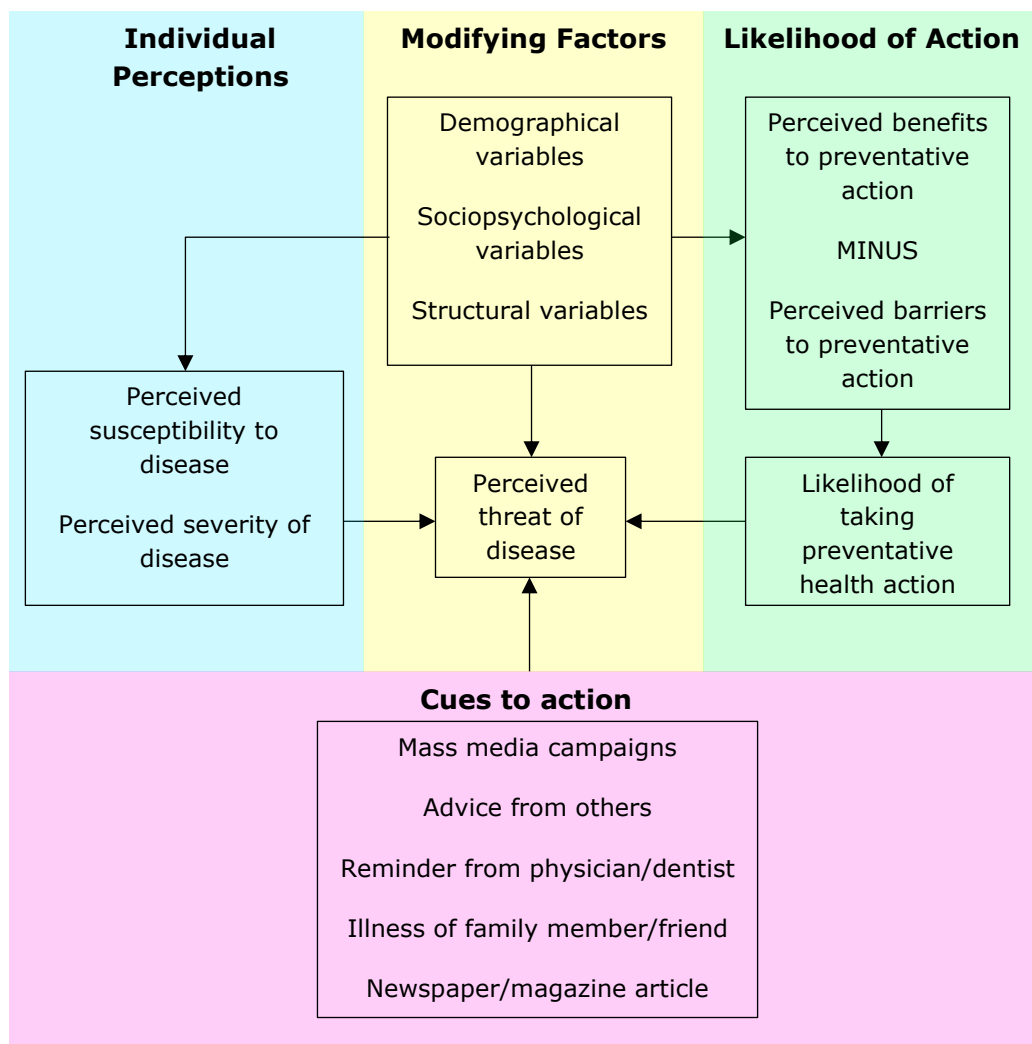 Individual
Perceptions
Modifying Factors
Likelihood of Action
Demographical
variables
Sociopsychological
variables
Structural variables
Perceived benefits
to preventative
action
MINUS
Perceived barriers
to preventative
action
Perceived
susceptibility to
disease
Perceived severity of
disease
Perceived
threat of
disease
Likelihood of
taking
preventative
health action
Cues to action
Mass media campaigns
Advice from others
Reminder from physician/dentist
Illness of family member/friend
Newspaper/magazine article